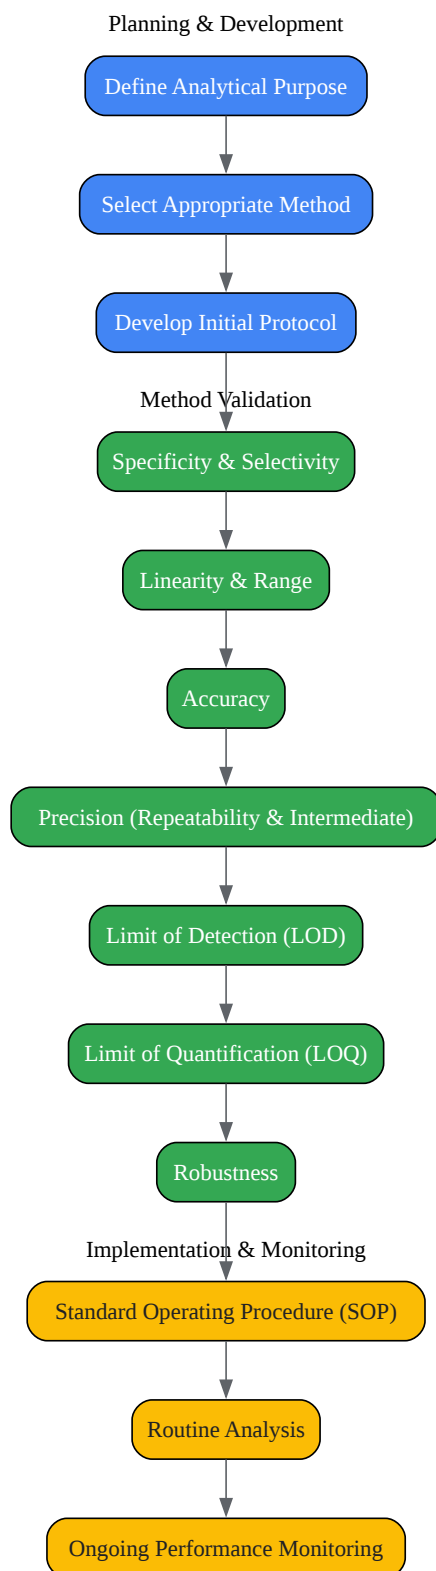 Planning & Development
Define Analytical Purpose
Select Appropriate Method
Develop Initial Protocol
Method Validation
Specificity & Selectivity
Linearity & Range
Accuracy
Precision (Repeatability & Intermediate)
Limit of Detection (LOD)
Limit of Quantification (LOQ)
Robustness
Implementation & Monitoring
Standard Operating Procedure (SOP)
Routine Analysis
Ongoing Performance Monitoring